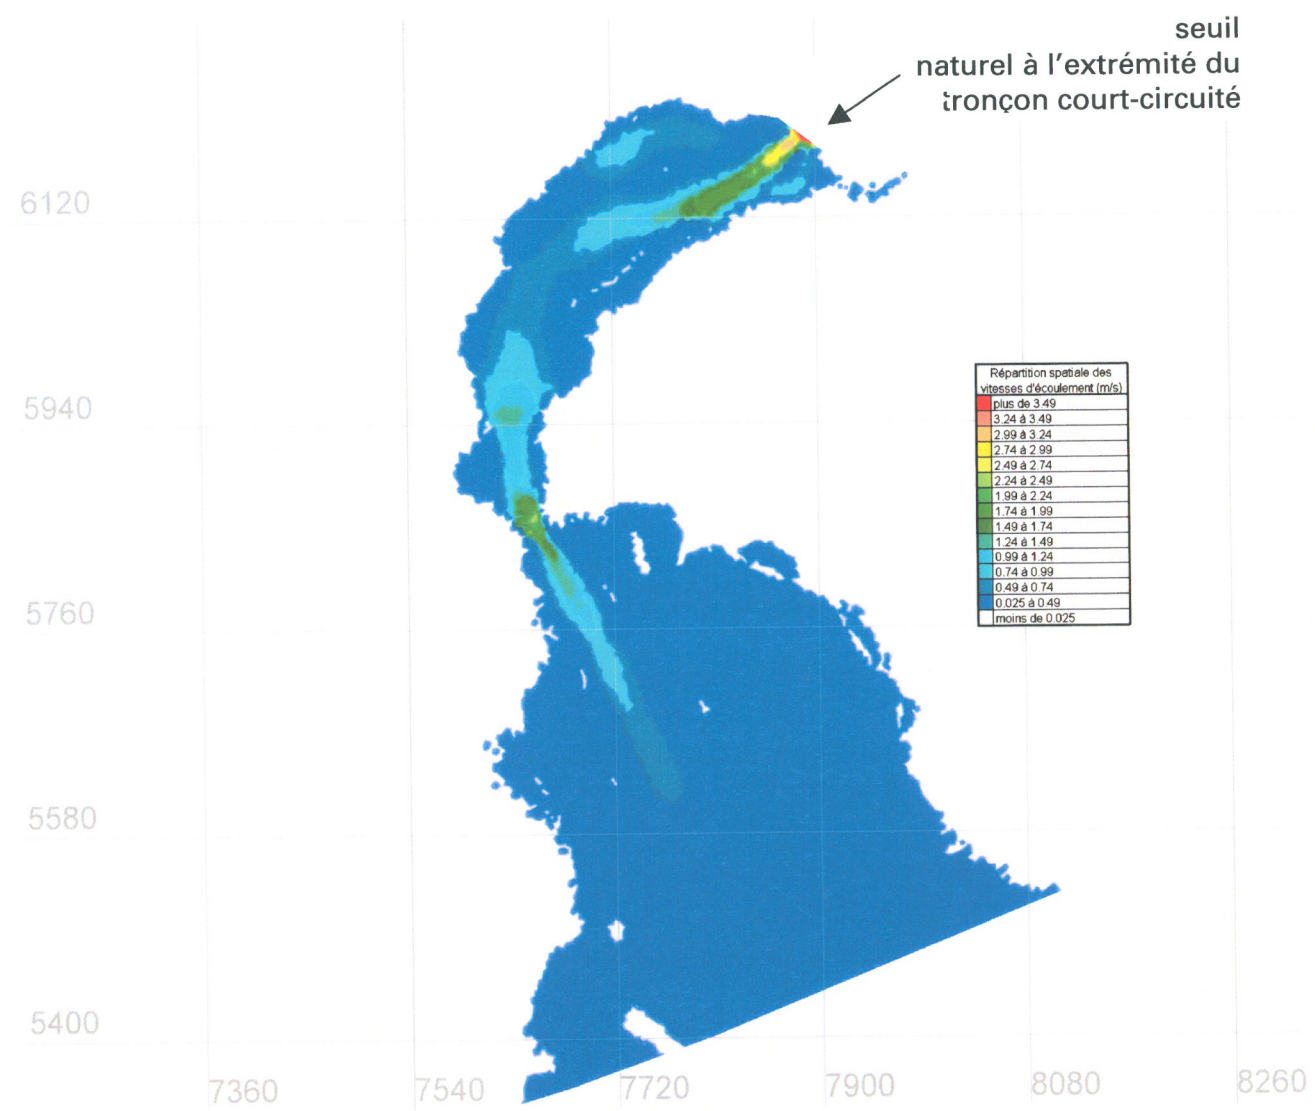 seuil
naturel à l'extrémité du
tronçon court-circuité
6120
5940
5760
5580
5400
7360
7540
7720
7900
8080
8260
Répartition spatiale des
vitesses d'écoulement (m/s)
plus de 3.49
3.24 à 3.49
2.99 à 3.24
2.74 à 2.99
2.49 à 2.74
2.24 à 2.49
1.99 à 2.24
1.74 à 1.99
1.49 à 1.74
1.24 à 1.49
0.99 à 1.24
0.74 à 0.99
0.49 à 0.74
0.025 à 0.49
moins de 0.025